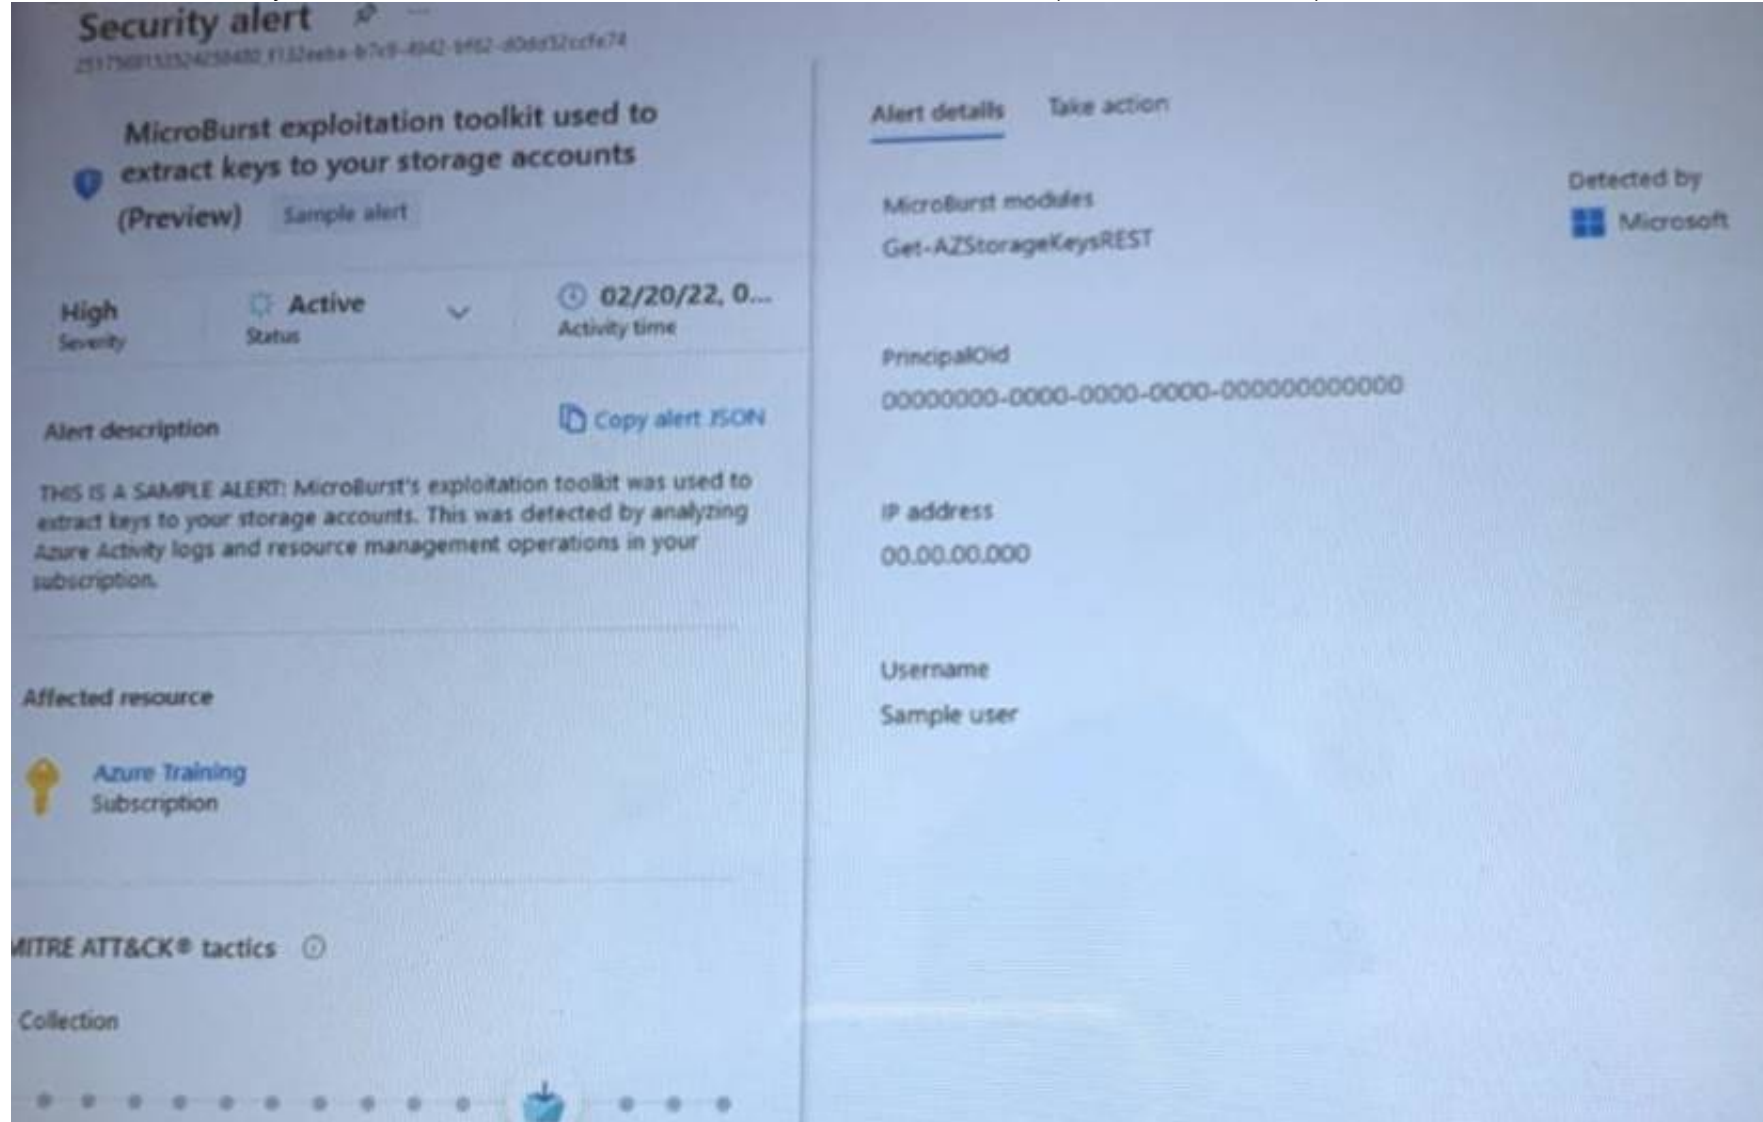 Security alert
MicroBurst exploitation toolkit used to
extract keys to your storage accounts
(Preview) Sample alert
High
Severity
Active
Status
02/20/22, 0...
Activity time
Alert description
Copy alert JSON
THIS IS A SAMPLE ALERT: MicroBurst's exploitation toolkit was used to
extract keys to your storage accounts. This was detected by analyzing
Azure Activity logs and resource management operations in your
subscription.
Affected resource
Azure Training
Subscription
MITRE ATT&CK® tactics
Collection
Alert details Take action
MicroBurst modules
Get-AZStorageKeysREST
Detected by
Microsoft
PrincipalOid
00000000-0000-0000-0000-000000000000
IP address
00.00.00.000
Username
Sample user